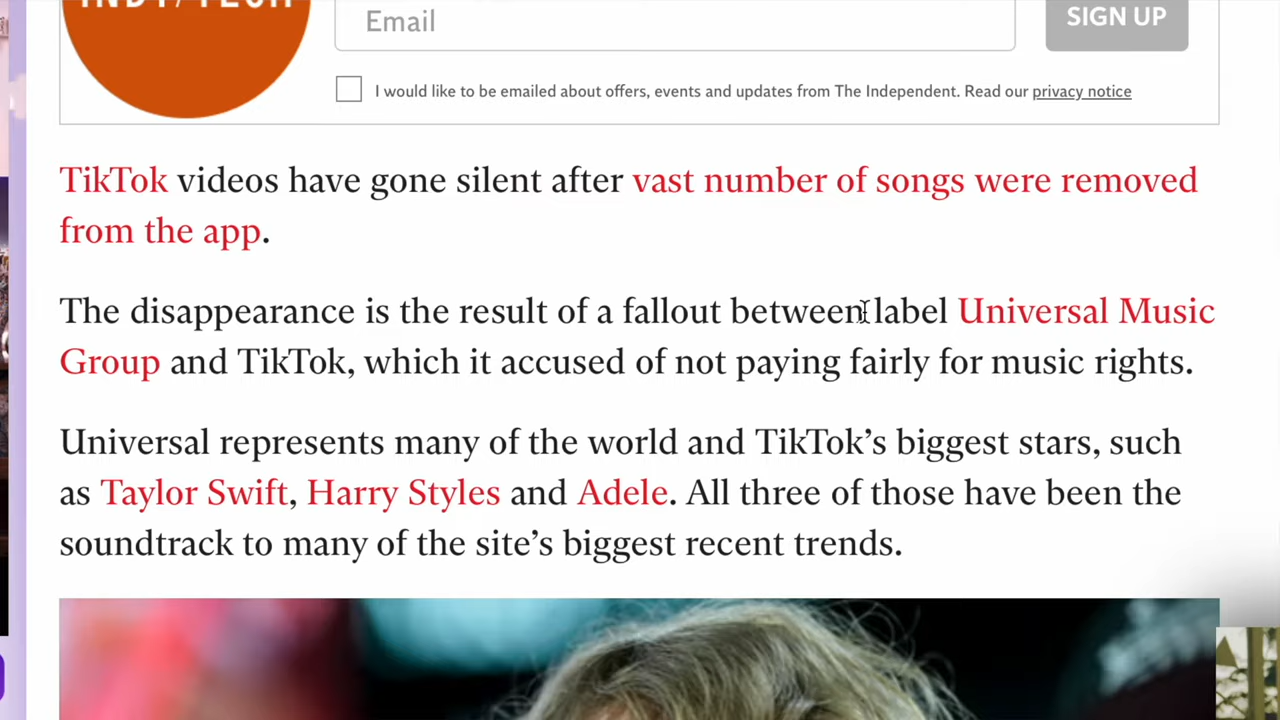 INDY/TECH
Email
SIGN UP
I would like to be emailed about offers, events and updates from The Independent. Read our privacy notice
TikTok videos have gone silent after vast number of songs were removed
from the app.
The disappearance is the result of a fallout between label Universal Music
Group and TikTok, which it accused of not paying fairly for music rights.
Universal represents many of the world and TikTok’s biggest stars, such
as Taylor Swift, Harry Styles and Adele. All three of those have been the
soundtrack to many of the site’s biggest recent trends.